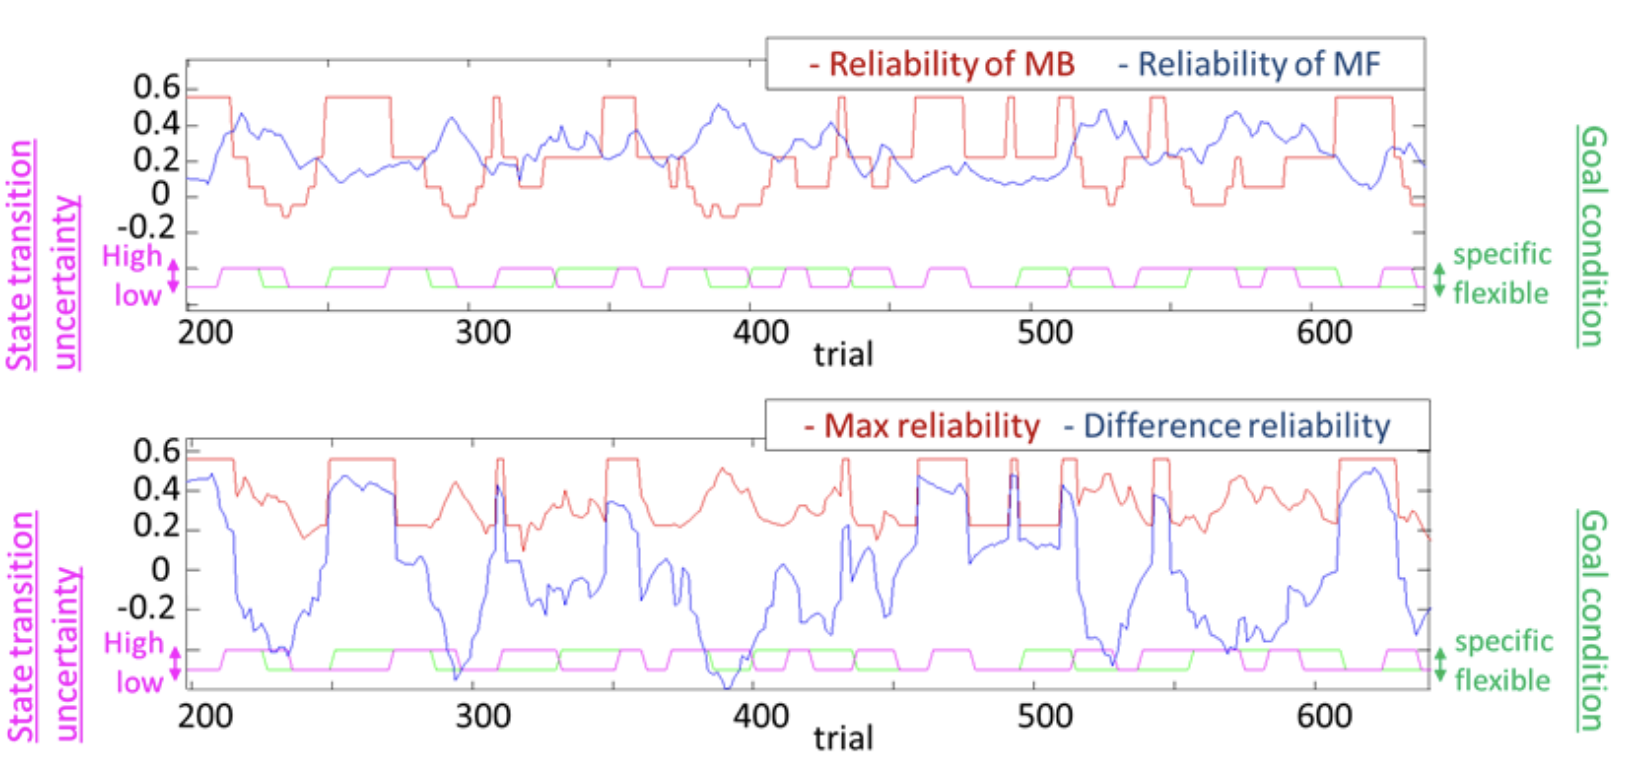 - Reliability of MB - Reliability of MF
0.6
0.4
0.2
0
-0.2
High
low
State transition
uncertainty
specific
flexible
Goal condition
200 300 400 500 600
trial
- Max reliability - Difference reliability
0.6
0.4
0.2
0
-0.2
High
low
State transition
uncertainty
specific
flexible
Goal condition
200 300 400 500 600
trial